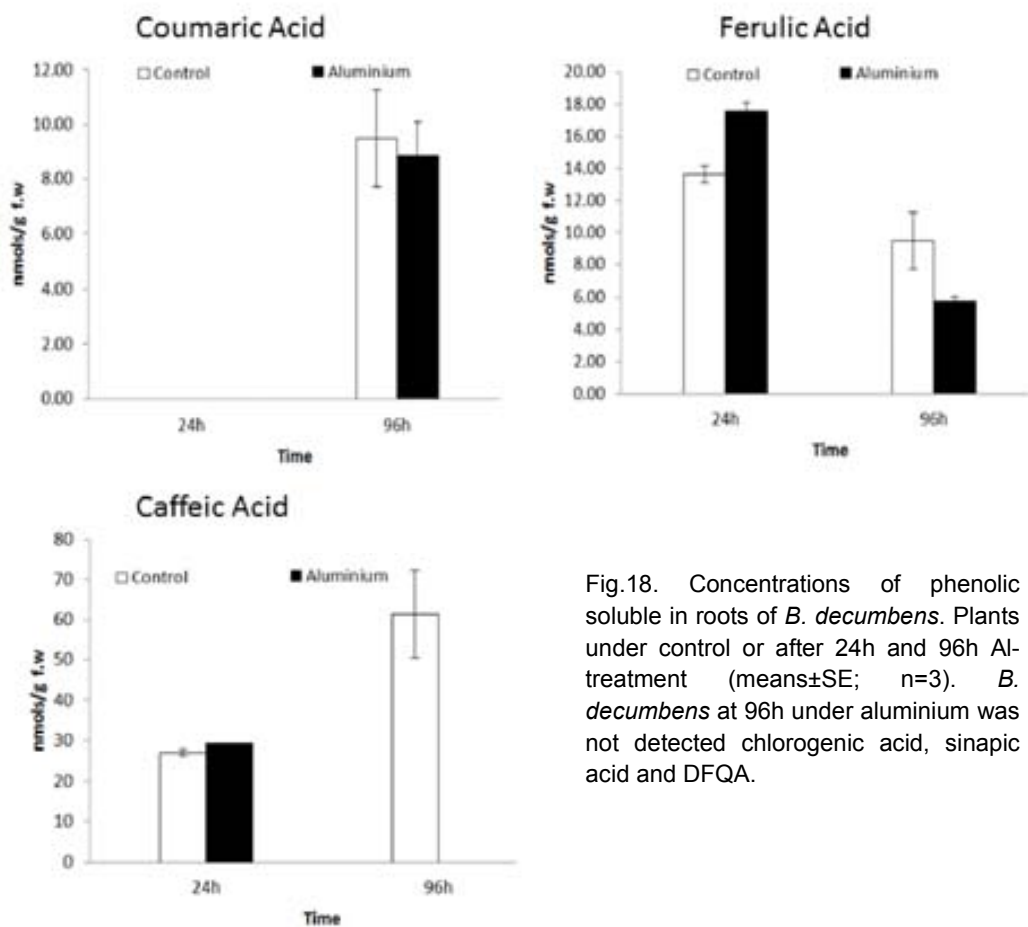 Coumaric Acid
12.00
10.00
8.00
6.00
4.00
2.00
0.00
nmols/g f.w
Control
Aluminium
24h
96h
Time
Ferulic Acid
20.00
18.00
16.00
14.00
12.00
10.00
8.00
6.00
4.00
2.00
0.00
nmols/g f.w
Control
Aluminium
24h
96h
Time
Caffeic Acid
80
70
60
50
40
30
20
10
0
nmols/g f.w
Control
Aluminium
24h
96h
Time
Fig.18. Concentrations of phenolic
soluble in roots of B. decumbens. Plants
under control or after 24h and 96h Al-
treatment (means±SE; n=3). B.
decumbens at 96h under aluminium was
not detected chlorogenic acid, sinapic
acid and DFQA.